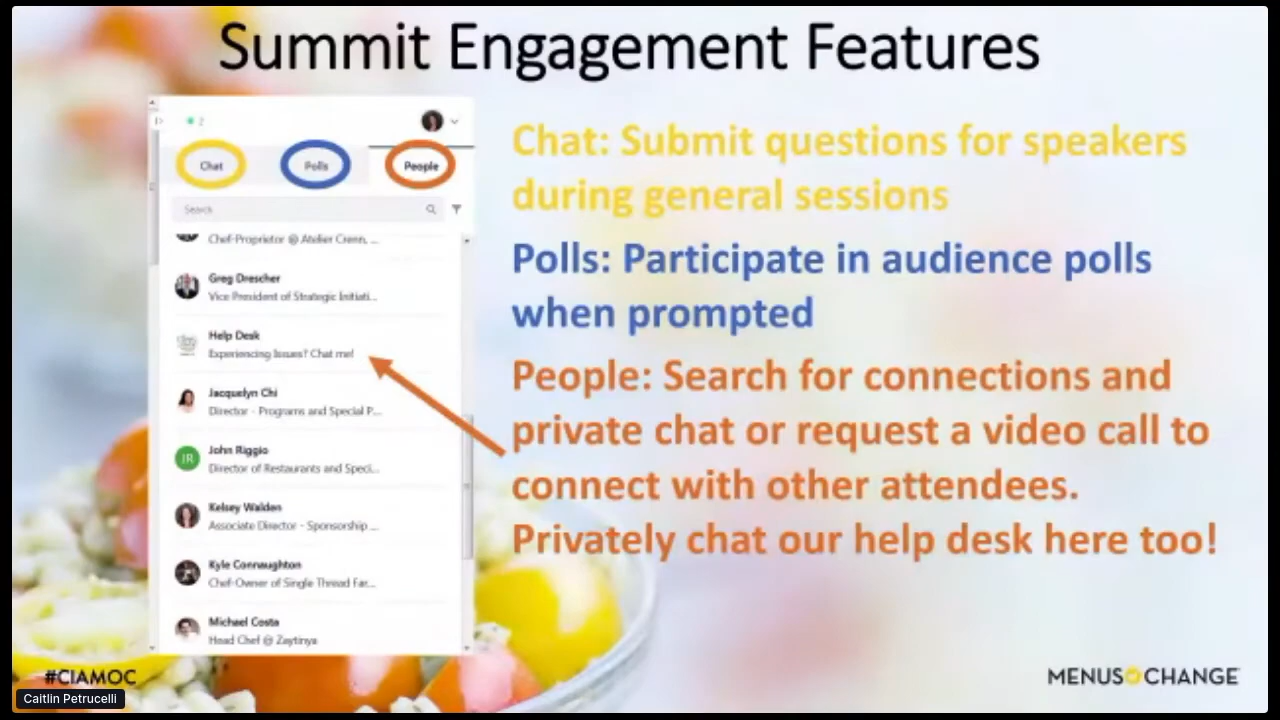 Summit Engagement Features
2
Chat
Polls
People
Search
Chef-Proprietor @ Atelier Crenn, ...
Greg Drescher
Vice President of Strategic Initiati...
Help Desk
Experiencing Issues? Chat me!
Jacquelyn Chi
Director - Programs and Special P...
JR
John Riggio
Director of Restaurants and Speci...
Kelsey Walden
Associate Director - Sponsorship ...
Kyle Connaughton
Chef-Owner of Single Thread Far...
Michael Costa
Head Chef @ Zaytinya
Chat: Submit questions for speakers
during general sessions
Polls: Participate in audience polls
when prompted
People: Search for connections and
private chat or request a video call to
connect with other attendees.
Privately chat our help desk here too!
#CIAMOC
Caitlin Petrucelli
MENUS CHANGE